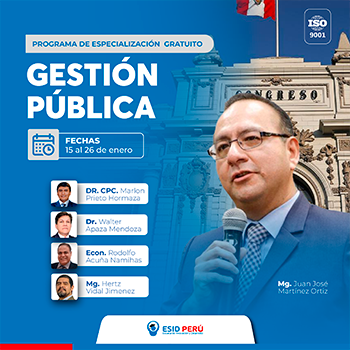 PROGRAMA DE ESPECIALIZACIÓN GRATUITO
ISO
9001
GESTIÓN
PÚBLICA
CONGRESO
FECHAS
15 al 26 de enero
DR. CPC. Marlon
Prieto Hormaza
Dr. Walter
Apaza Mendoza
Econ. Rodolfo
Acuña Namihas
Mg. Hertz
Vidal Jimenez
Mg. Juan José
Martínez Ortiz
ESID PERÚ